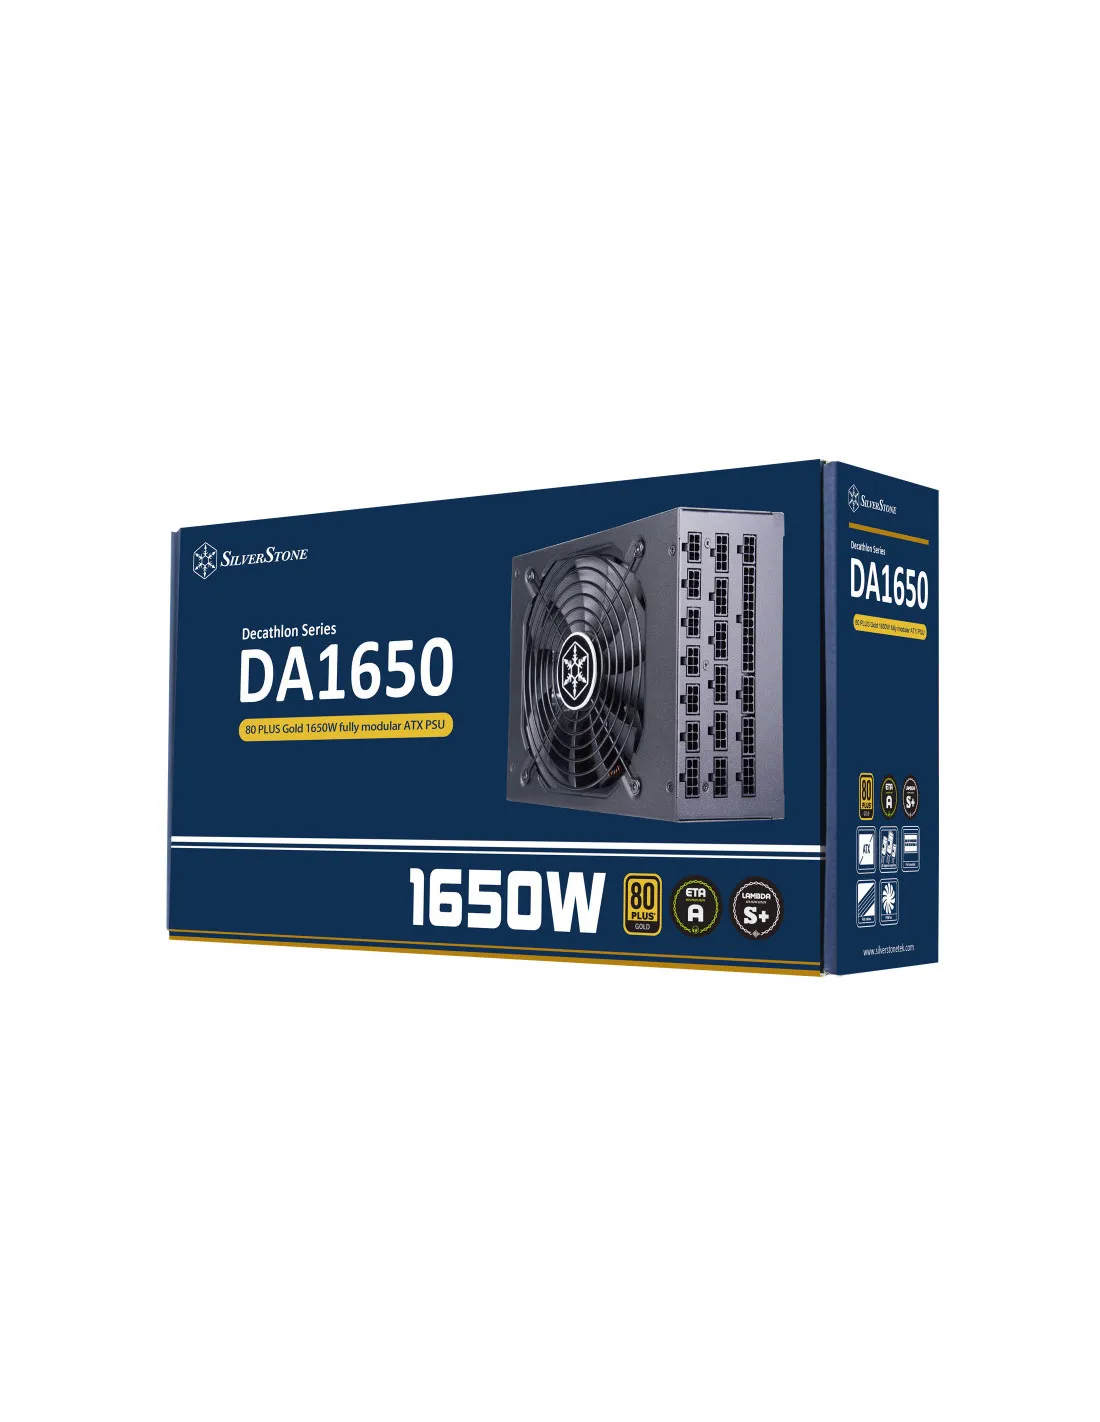 SILVERSTONE
Decathlon Series
DA1650
80 PLUS Gold 1650W fully modular ATX PSU
1650W
80
PLUS
GOLD
ETA
A
LAMBDA
S+
SILVERSTONE
Decathlon Series
DA1650
80 PLUS Gold 1650W fully modular ATX PSU
80
PLUS
GOLD
ETA
A
LAMBDA
S+
ATX
www.silverstonetek.com